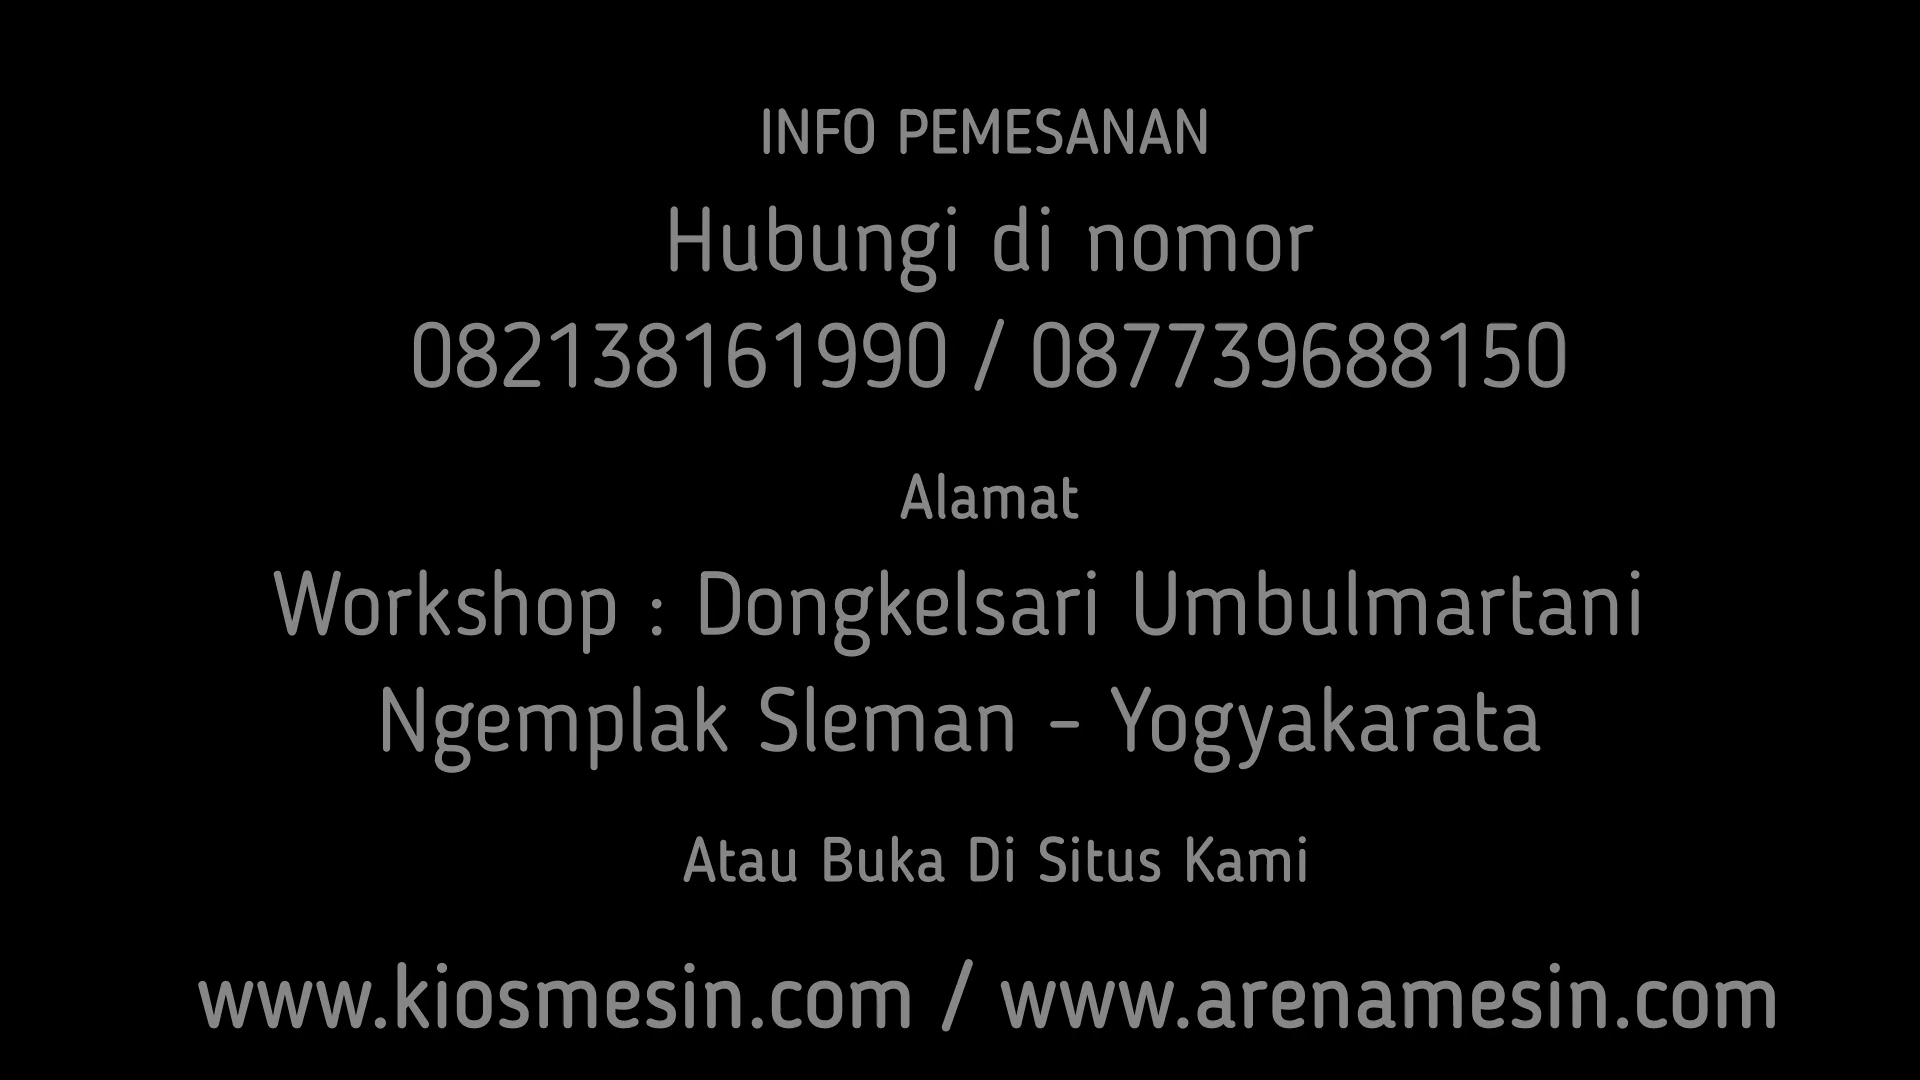 INFO PEMESANAN
Hubungi di nomor
082138161990 / 087739688150
Alamat
Workshop : Dongkelsari Umbulmartani
Ngemplak Sleman - Yogyakarata
Atau Buka Di Situs Kami
www.kiosmesin.com / www.arenamesin.com